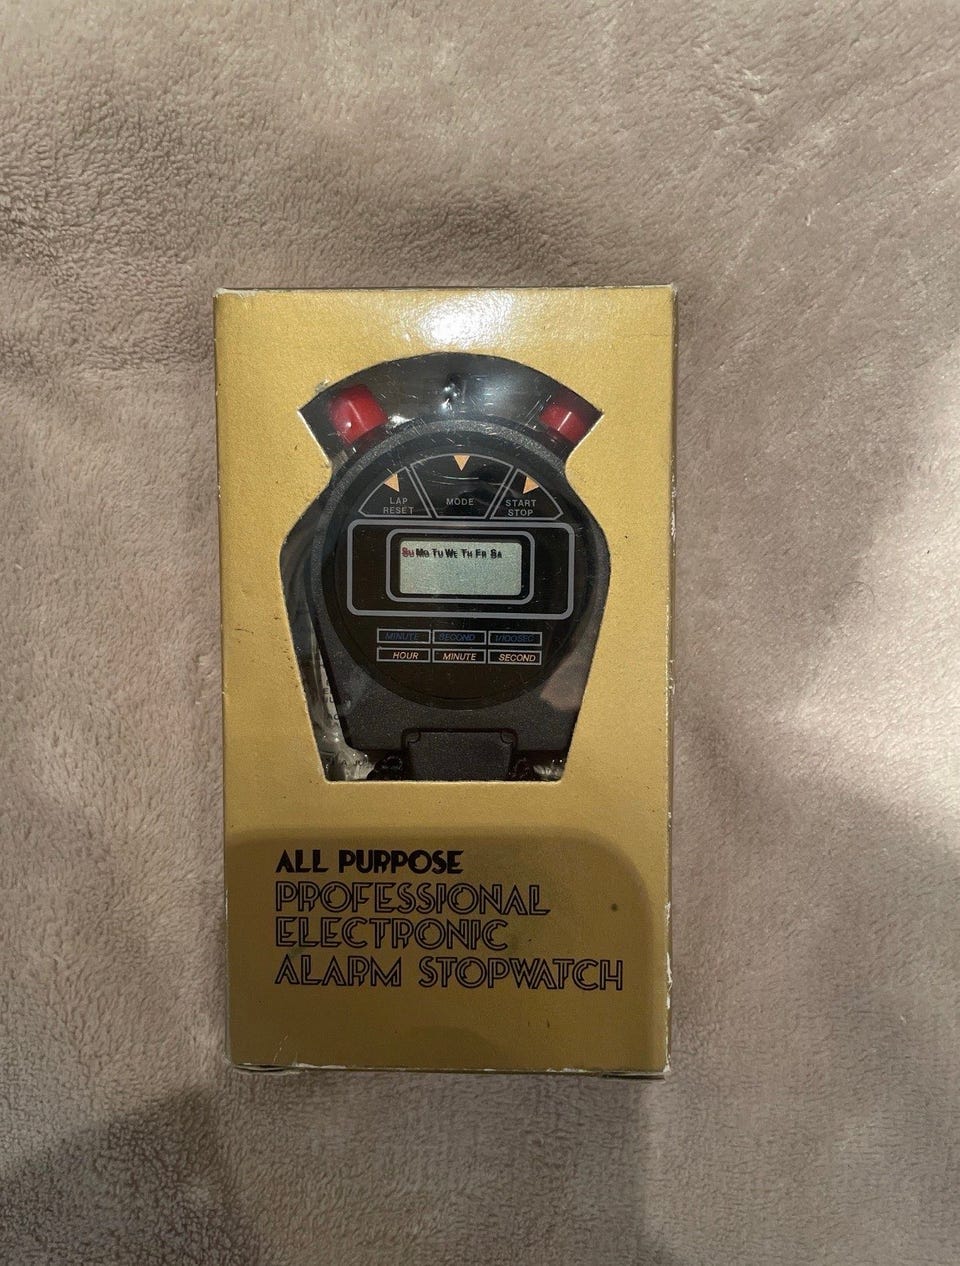 LAP
RESET
MODE
START
STOP
SU MO TU WE TH FR SA
MINUTE SECOND 1/100SEC
HOUR MINUTE SECOND
ALL PURPOSE
PROFESSIONAL
ELECTRONIC
ALARM STOPWATCH